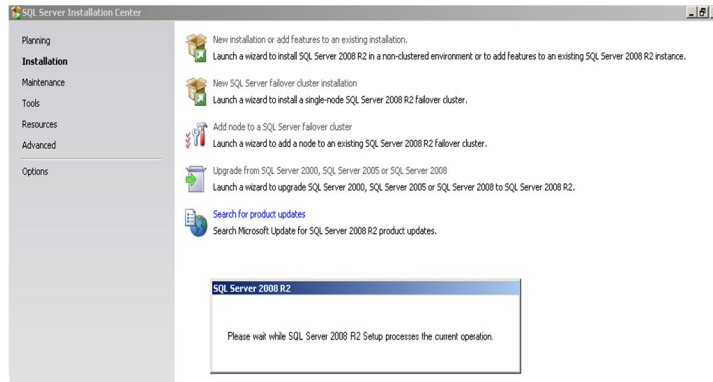 SQL Server Installation Center
Planning
Installation
Maintenance
Tools
Resources
Advanced
Options
New installation or add features to an existing installation.
Launch a wizard to install SQL Server 2008 R2 in a non-clustered environment or to add features to an existing SQL Server 2008 R2 instance.
New SQL Server failover cluster installation
Launch a wizard to install a single-node SQL Server 2008 R2 failover cluster.
Add node to a SQL Server failover cluster
Launch a wizard to add a node to an existing SQL Server 2008 R2 failover cluster.
Upgrade from SQL Server 2000, SQL Server 2005 or SQL Server 2008
Launch a wizard to upgrade SQL Server 2000, SQL Server 2005 or SQL Server 2008 to SQL Server 2008 R2.
Search for product updates
Search Microsoft Update for SQL Server 2008 R2 product updates.
SQL Server 2008 R2
Please wait while SQL Server 2008 R2 Setup processes the current operation.